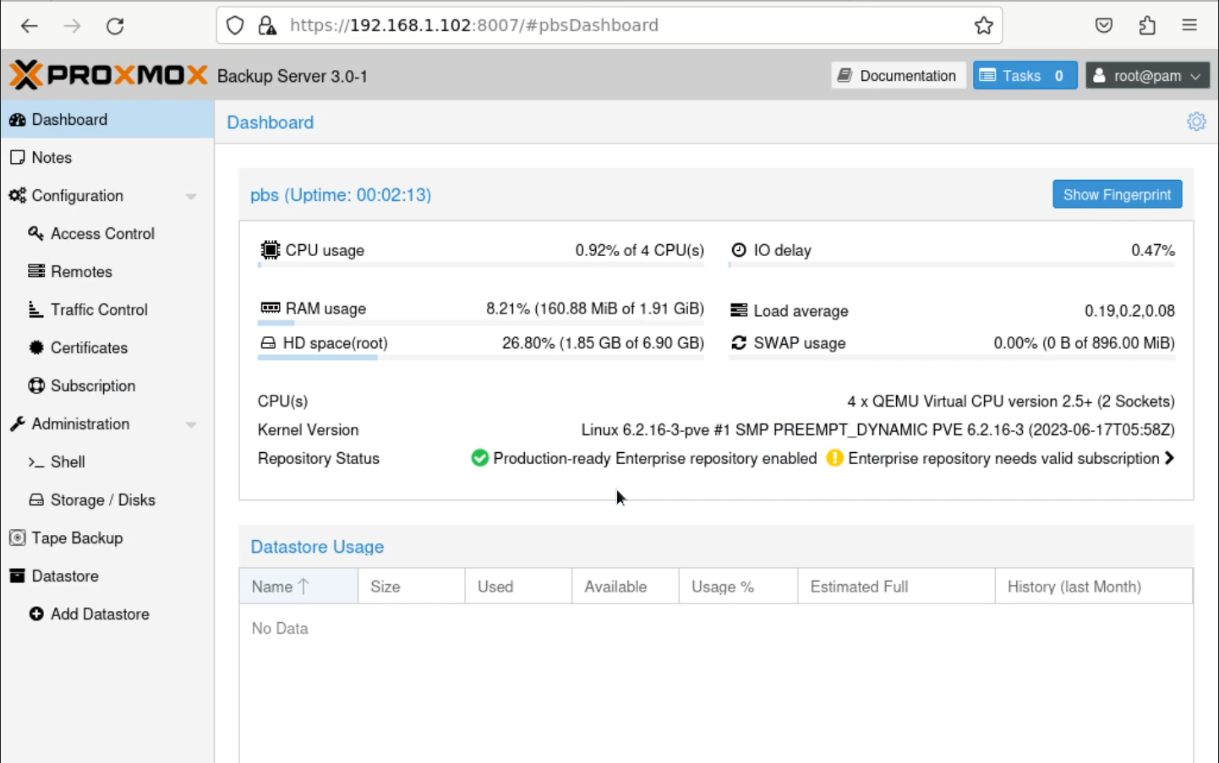 https://192.168.1.102:8007/#pbsDashboard
PROXMOX Backup Server 3.0-1
Documentation
Tasks 0
root@pam
Dashboard
Notes
Configuration
Access Control
Remotes
Traffic Control
Certificates
Subscription
Administration
Shell
Storage / Disks
Tape Backup
Datastore
Add Datastore
Dashboard
pbs (Uptime: 00:02:13)
Show Fingerprint
CPU usage 0.92% of 4 CPU(s)
IO delay 0.47%
RAM usage 8.21% (160.88 MiB of 1.91 GiB)
Load average 0.19,0.2,0.08
HD space(root) 26.80% (1.85 GB of 6.90 GB)
SWAP usage 0.00% (0 B of 896.00 MiB)
CPU(s) 4 x QEMU Virtual CPU version 2.5+ (2 Sockets)
Kernel Version Linux 6.2.16-3-pve #1 SMP PREEMPT_DYNAMIC PVE 6.2.16-3 (2023-06-17T05:58Z)
Repository Status Production-ready Enterprise repository enabled Enterprise repository needs valid subscription
Datastore Usage
Name Size Used Available Usage % Estimated Full History (last Month)
No Data